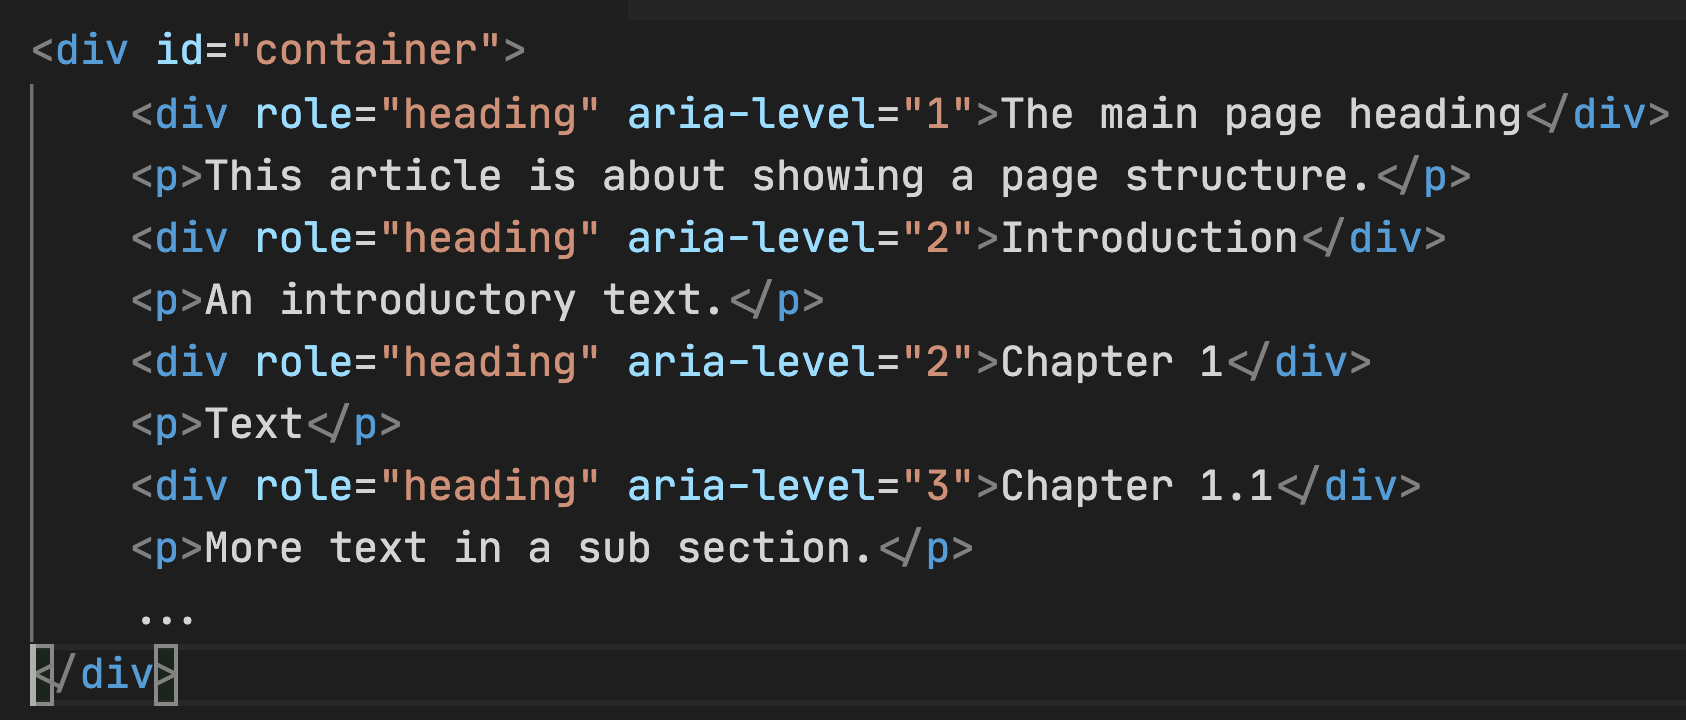 <div id="container">
<div role="heading" aria-level="1">The main page heading</div>
<p>This article is about showing a page structure.</p>
<div role="heading" aria-level="2">Introduction</div>
<p>An introductory text.</p>
<div role="heading" aria-level="2">Chapter 1</div>
<p>Text</p>
<div role="heading" aria-level="3">Chapter 1.1</div>
<p>More text in a sub section.</p>
...
</div>